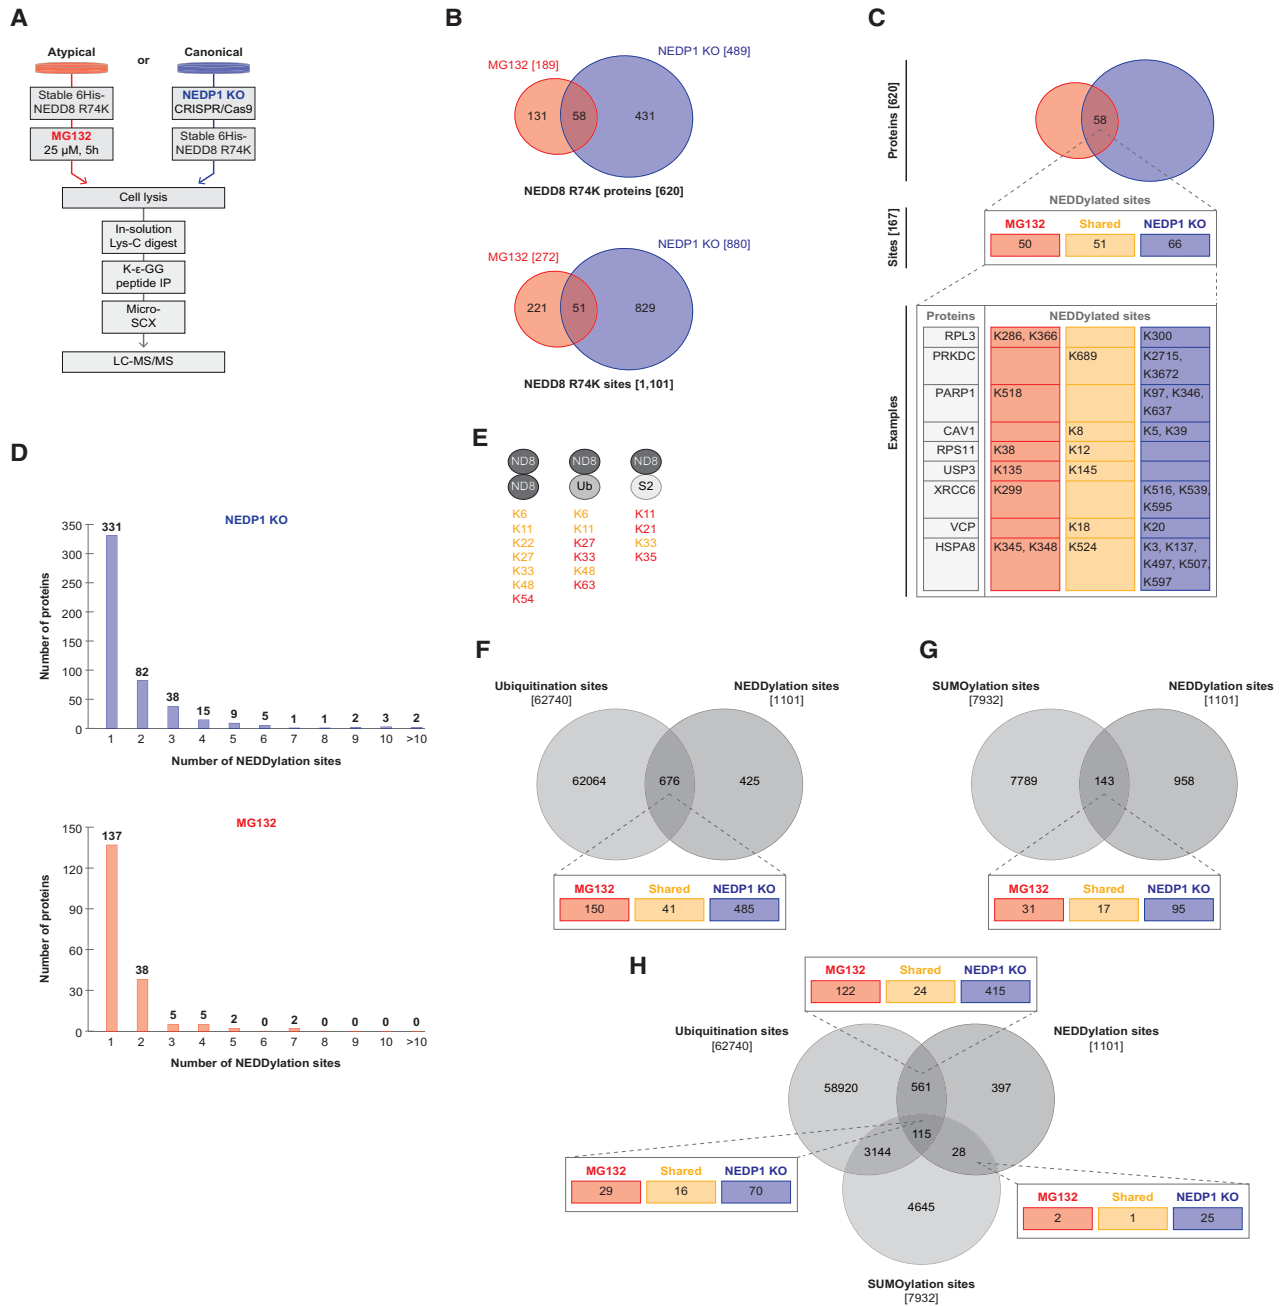 A
Atypical
or
Canonical
Stable 6His-
NEDD8 R74K
NEDP1 KO
CRISPR/Cas9
MG132
25 µM, 5h
Stable 6His-
NEDD8 R74K
Cell lysis
In-solution
Lys-C digest
K-ε-GG
peptide IP
Micro-
SCX
LC-MS/MS
B
MG132 [189]
NEDP1 KO [489]
131
58
431
NEDD8 R74K proteins [620]
MG132 [272]
NEDP1 KO [880]
221
51
829
NEDD8 R74K sites [1,101]
C
Proteins [620]
58
Sites [167]
NEDDylated sites
MG132 Shared NEDP1 KO
50 51 66
Examples
Proteins NEDDylated sites
RPL3 K286, K366 K300
PRKDC K689 K2715,
K3672
PARP1 K518 K97, K346,
K637
CAV1 K8 K5, K39
RPS11 K38 K12
USP3 K135 K145
XRCC6 K299 K516, K539,
K595
VCP K18 K20
HSPA8 K345, K348 K524 K3, K137,
K497, K507,
K597
D
NEDP1 KO
Number of proteins
350
300
250
200
150
100
50
0
331
82
38
15
9
5
1
1
2
3
2
1 2 3 4 5 6 7 8 9 10 >10
Number of NEDDylation sites
MG132
Number of proteins
150
120
90
60
30
0
137
38
5
5
2
0
2
0
0
0
0
1 2 3 4 5 6 7 8 9 10 >10
Number of NEDDylation sites
E
ND8 ND8 ND8
ND8 Ub S2
K6 K6 K11
K11 K11 K21
K22 K27 K33
K27 K33 K35
K33 K48
K48 K63
K54
F
Ubiquitination sites
[62740]
NEDDylation sites
[1101]
62064
676
425
MG132 Shared NEDP1 KO
150 41 485
G
SUMOylation sites
[7932]
NEDDylation sites
[1101]
7789
143
958
MG132 Shared NEDP1 KO
31 17 95
H
MG132 Shared NEDP1 KO
122 24 415
Ubiquitination sites
[62740]
NEDDylation sites
[1101]
58920
561
397
115
3144
28
4645
MG132 Shared NEDP1 KO
29 16 70
MG132 Shared NEDP1 KO
2 1 25
SUMOylation sites
[7932]